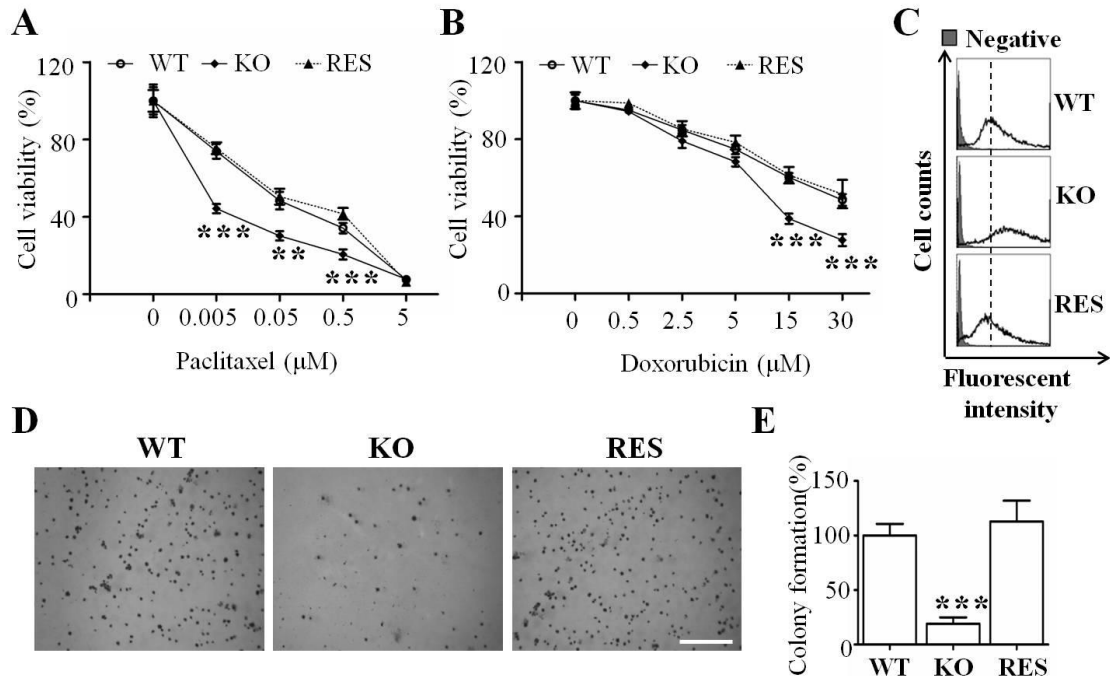 A
WT KO RES
120
80
40
0
Cell viability (%)
*** ** ***
0 0.005 0.05 0.5 5
Paclitaxel (μM)
B
WT KO RES
120
80
40
0
Cell viability (%)
*** ***
0 0.5 2.5 5 15 30
Doxorubicin (μM)
C
Negative
WT
KO
RES
Cell counts
Fluorescent
intensity
D
WT KO RES
E
Colony formation(%)
150
100
50
0
***
WT KO RES